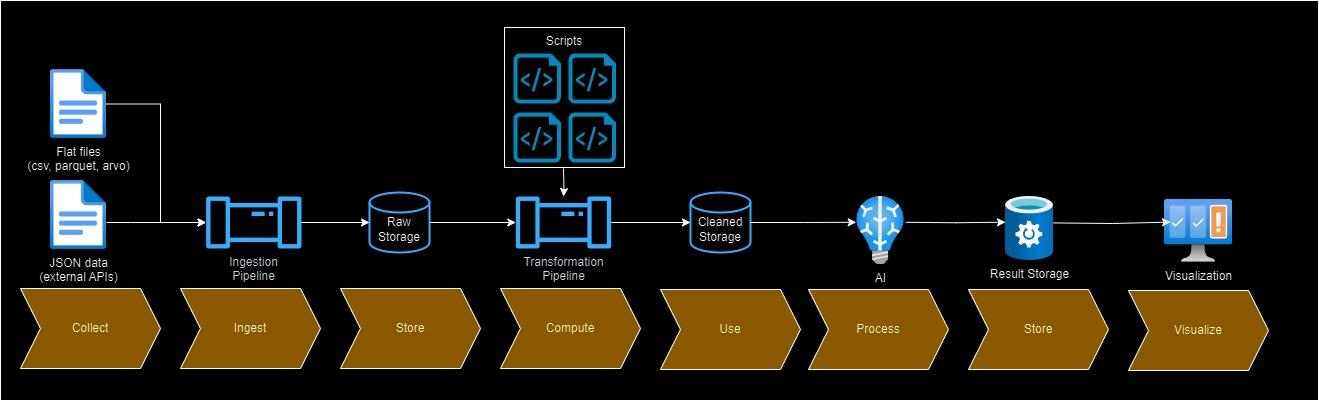 Scripts
</>
</>
</>
</>
Flat files
(csv, parquet, arvo)
JSON data
(external APIs)
Ingestion
Pipeline
Raw
Storage
Transformation
Pipeline
Cleaned
Storage
AI
Result Storage
Visualization
Collect
Ingest
Store
Compute
Use
Process
Store
Visualize